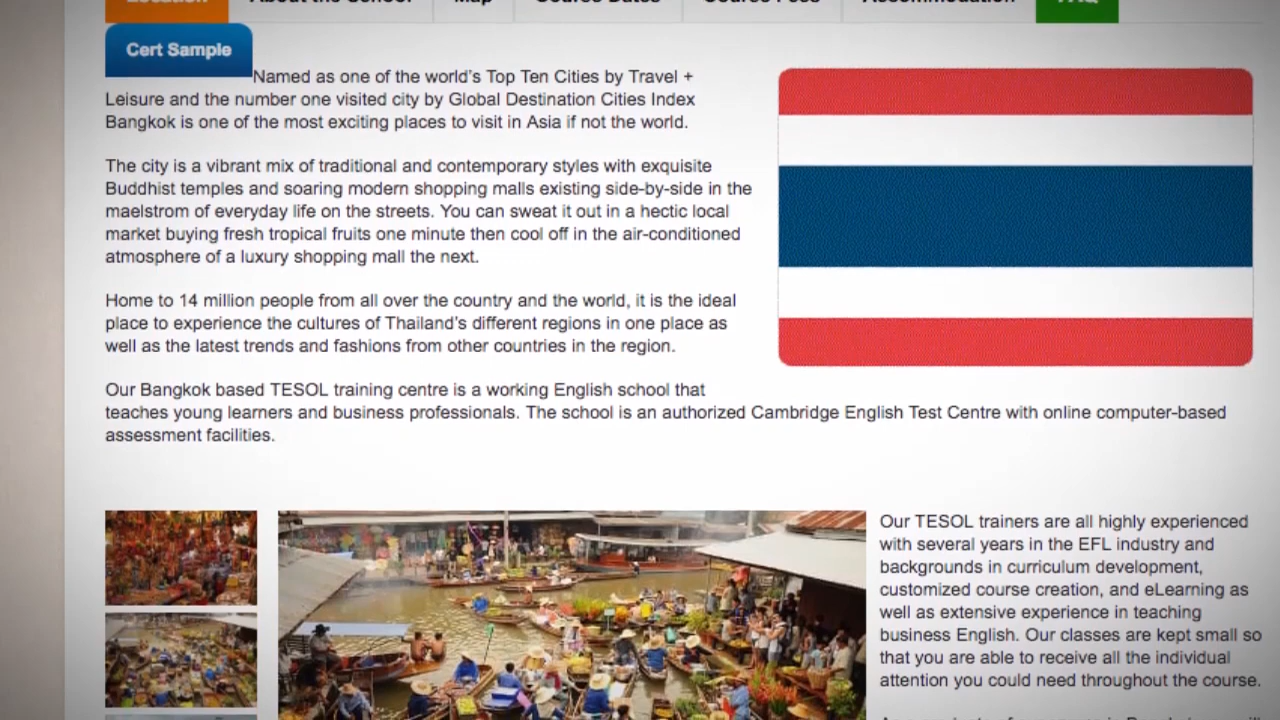 Location About the School Map Course Dates Course Fees Accommodation FAQ
Cert Sample
Named as one of the world's Top Ten Cities by Travel +
Leisure and the number one visited city by Global Destination Cities Index
Bangkok is one of the most exciting places to visit in Asia if not the world.
The city is a vibrant mix of traditional and contemporary styles with exquisite
Buddhist temples and soaring modern shopping malls existing side-by-side in the
maelstrom of everyday life on the streets. You can sweat it out in a hectic local
market buying fresh tropical fruits one minute then cool off in the air-conditioned
atmosphere of a luxury shopping mall the next.
Home to 14 million people from all over the country and the world, it is the ideal
place to experience the cultures of Thailand's different regions in one place as
well as the latest trends and fashions from other countries in the region.
Our Bangkok based TESOL training centre is a working English school that
teaches young learners and business professionals. The school is an authorized Cambridge English Test Centre with online computer-based
assessment facilities.
Our TESOL trainers are all highly experienced
with several years in the EFL industry and
backgrounds in curriculum development,
customized course creation, and eLearning as
well as extensive experience in teaching
business English. Our classes are kept small so
that you are able to receive all the individual
attention you could need throughout the course.